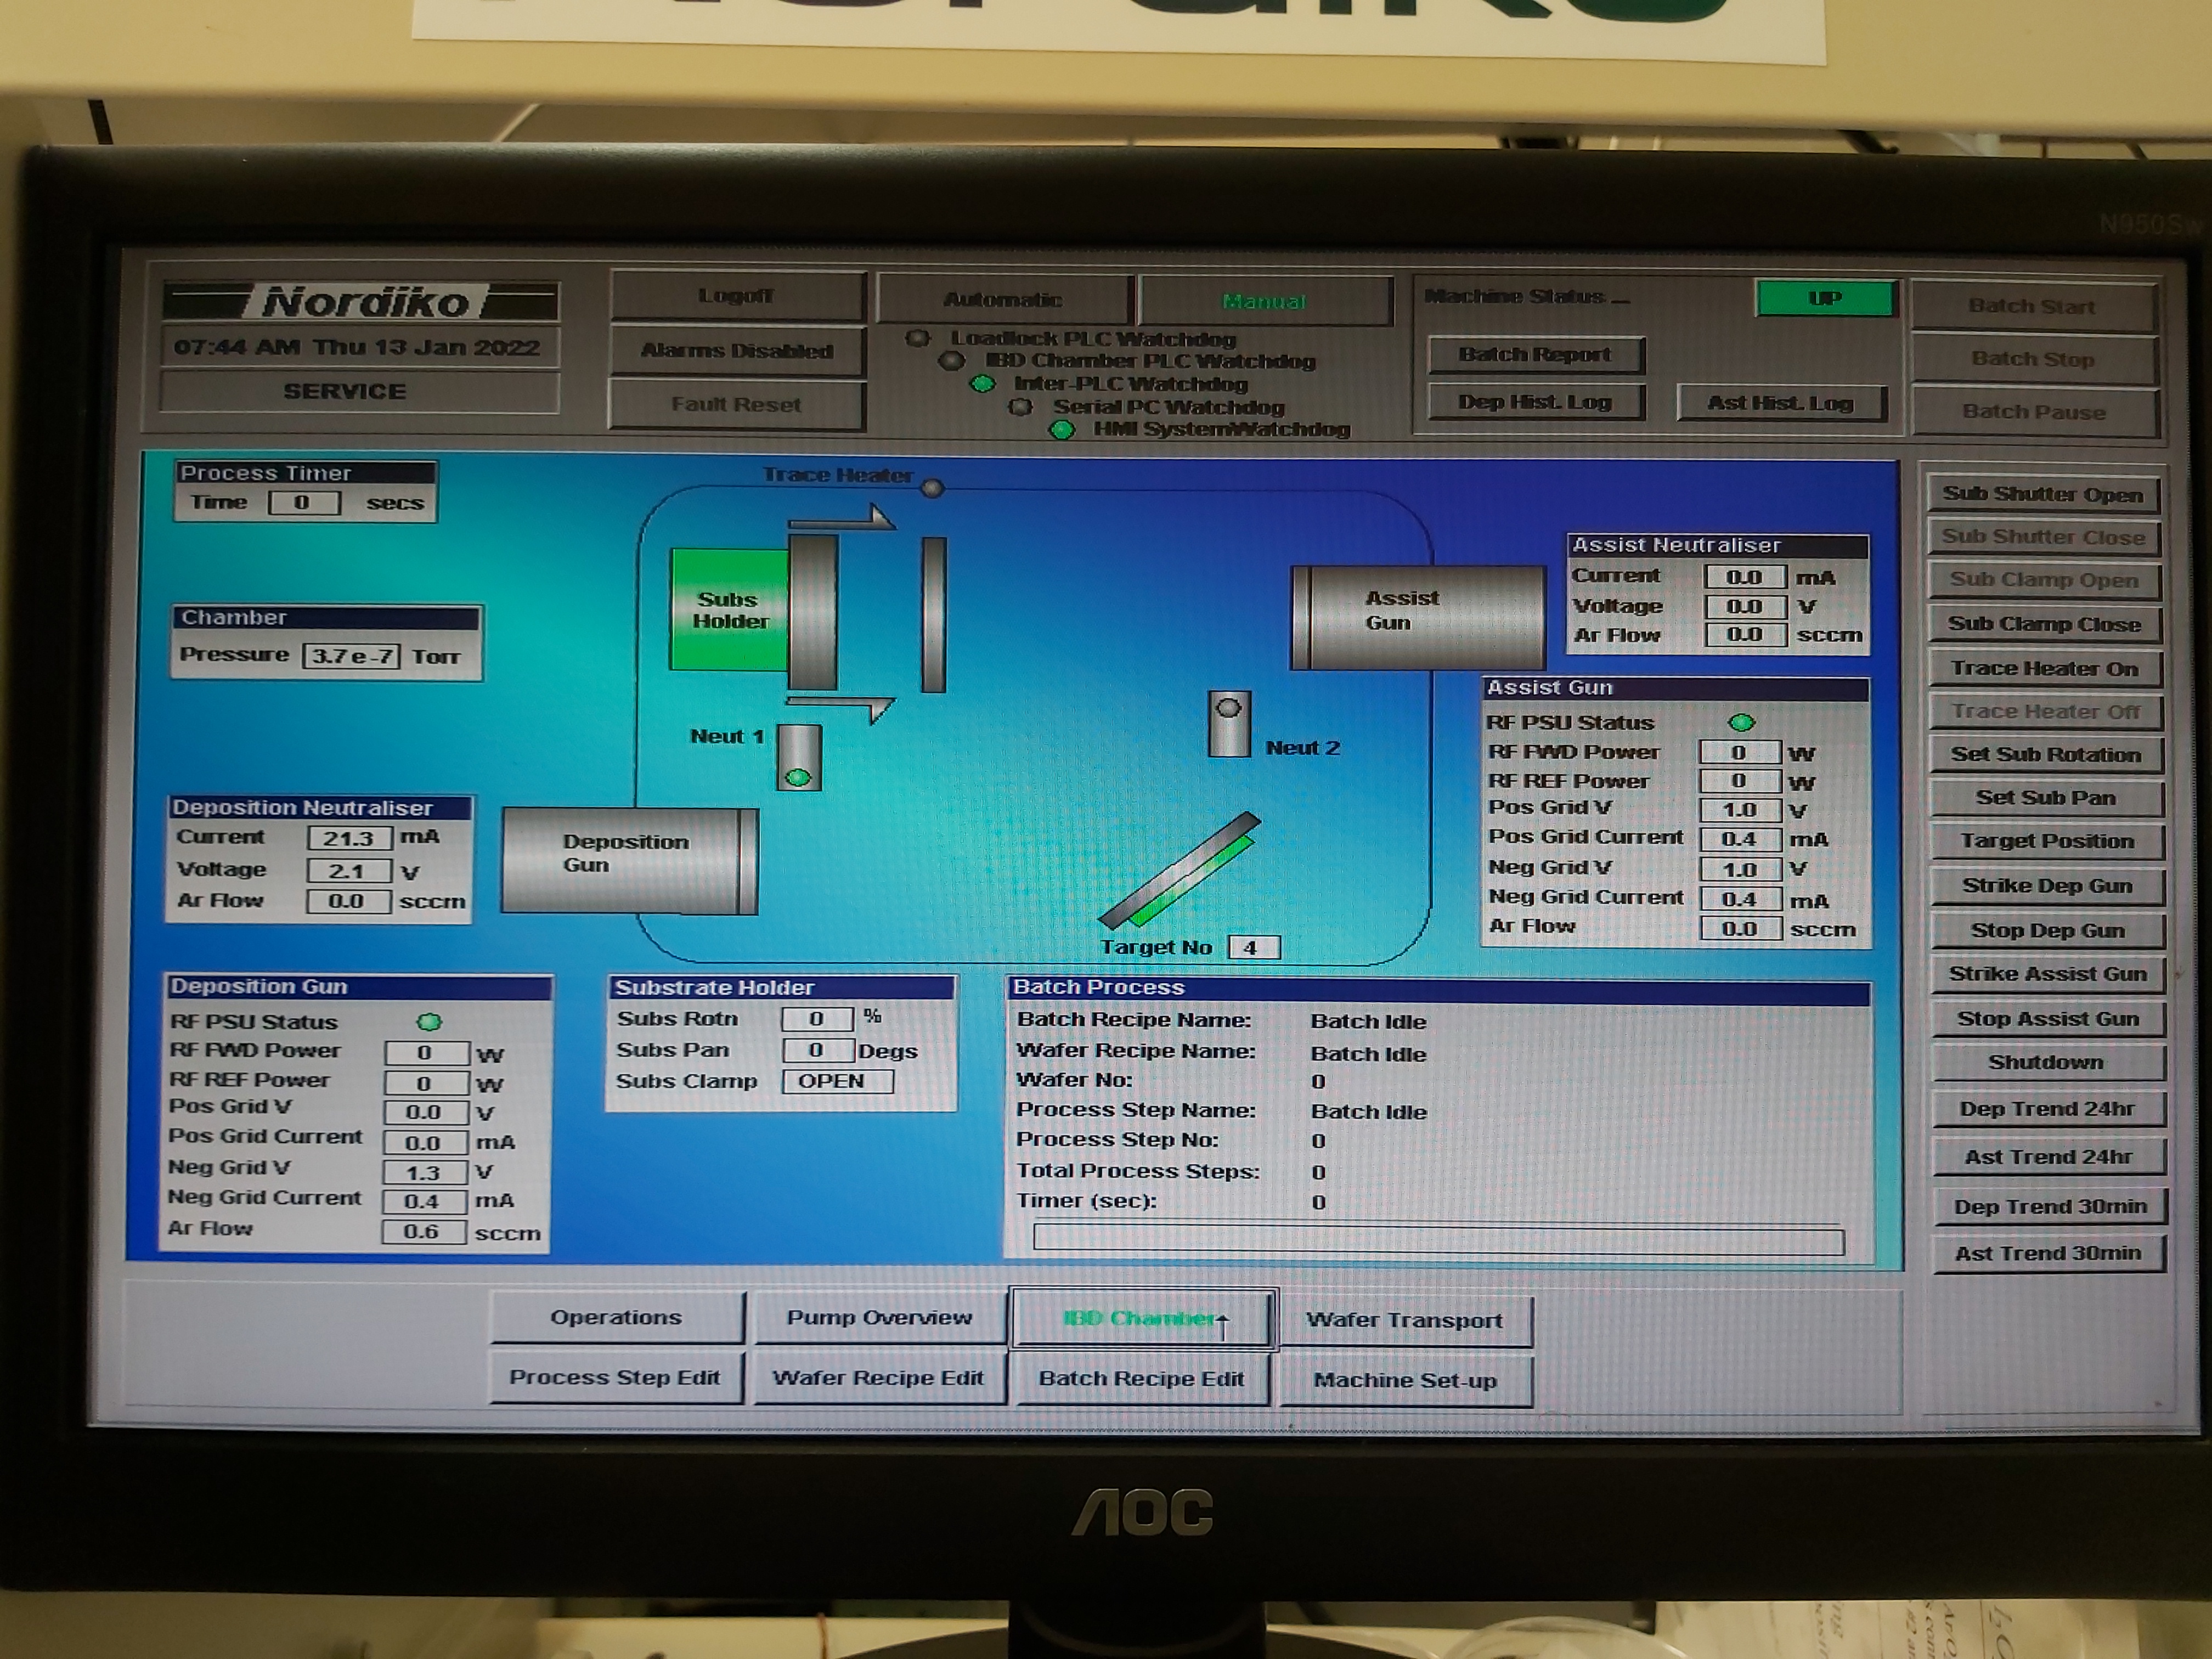 Nordiko
N950Sw
Nordiko
07:44 AM Thu 13 Jan 2022
SERVICE
Logoff
Alarms Disabled
Fault Reset
Automatic
Manual
Loadlock PLC Watchdog
IBD Chamber PLC Watchdog
Inter-PLC Watchdog
Serial PC Watchdog
HMI SystemWatchdog
Machine Status
UP
Batch Report
Dep Hist. Log
Ast Hist. Log
Batch Start
Batch Stop
Batch Pause
Process Timer
Time 0 secs
Chamber
Pressure 3.7e-7 Torr
Trace Heater
Subs
Holder
Assist
Gun
Neut 1
Neut 2
Deposition
Gun
Target No 4
Assist Neutraliser
Current 0.0 mA
Voltage 0.0 V
Ar Flow 0.0 sccm
Assist Gun
RF PSU Status
RF FWD Power 0 W
RF REF Power 0 W
Pos Grid V 1.0 V
Pos Grid Current 0.4 mA
Neg Grid V 1.0 V
Neg Grid Current 0.4 mA
Ar Flow 0.0 sccm
Deposition Neutraliser
Current 21.3 mA
Voltage 2.1 V
Ar Flow 0.0 sccm
Deposition Gun
RF PSU Status
RF FWD Power 0 W
RF REF Power 0 W
Pos Grid V 0.0 V
Pos Grid Current 0.0 mA
Neg Grid V 1.3 V
Neg Grid Current 0.4 mA
Ar Flow 0.6 sccm
Substrate Holder
Subs Rotn 0 %
Subs Pan 0 Degs
Subs Clamp OPEN
Batch Process
Batch Recipe Name: Batch Idle
Wafer Recipe Name: Batch Idle
Wafer No: 0
Process Step Name: Batch Idle
Process Step No: 0
Total Process Steps: 0
Timer (sec): 0
Sub Shutter Open
Sub Shutter Close
Sub Clamp Open
Sub Clamp Close
Trace Heater On
Trace Heater Off
Set Sub Rotation
Set Sub Pan
Target Position
Strike Dep Gun
Stop Dep Gun
Strike Assist Gun
Stop Assist Gun
Shutdown
Dep Trend 24hr
Ast Trend 24hr
Dep Trend 30min
Ast Trend 30min
Operations
Pump Overview
IBD Chamber
Wafer Transport
Process Step Edit
Wafer Recipe Edit
Batch Recipe Edit
Machine Set-up
AOC